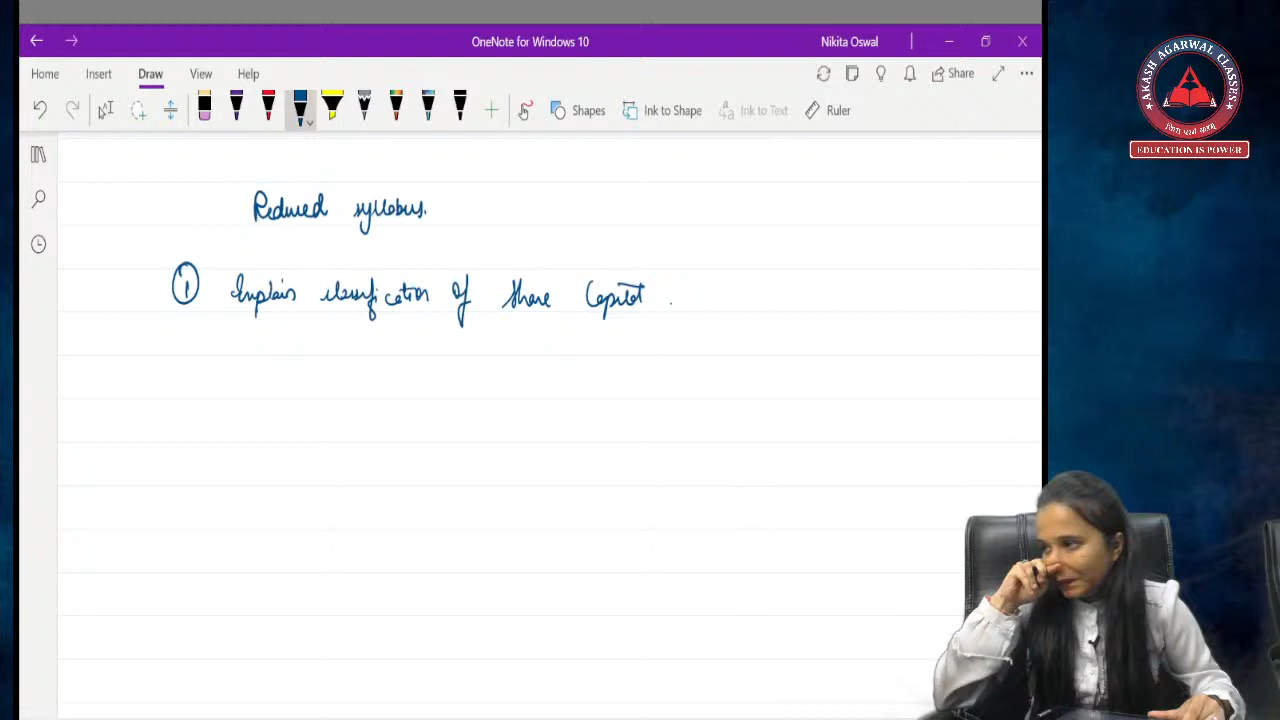 OneNote for Windows 10 Nikita Oswal
Home Insert Draw View Help Share
Shapes Ink to Shape Ink to Text Ruler
Reduced syllabus.
① Explain classification of Share Capital.
AKASH AGARWAL CLASSES
EDUCATION IS POWER